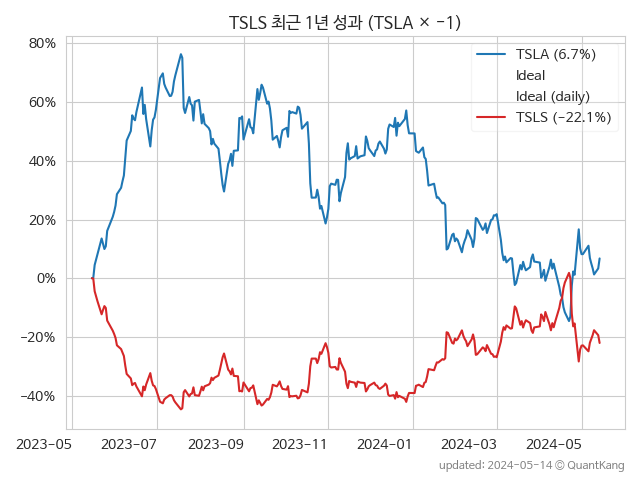 TSLS 최근 1년 성과 (TSLA × −1)
TSLA (6.7%)
Ideal
Ideal (daily)
TSLS (−22.1%)
80%
60%
40%
20%
0%
−20%
−40%
2023-05
2023-07
2023-09
2023-11
2024-01
2024-03
2024-05
updated: 2024-05-14 © QuantKang